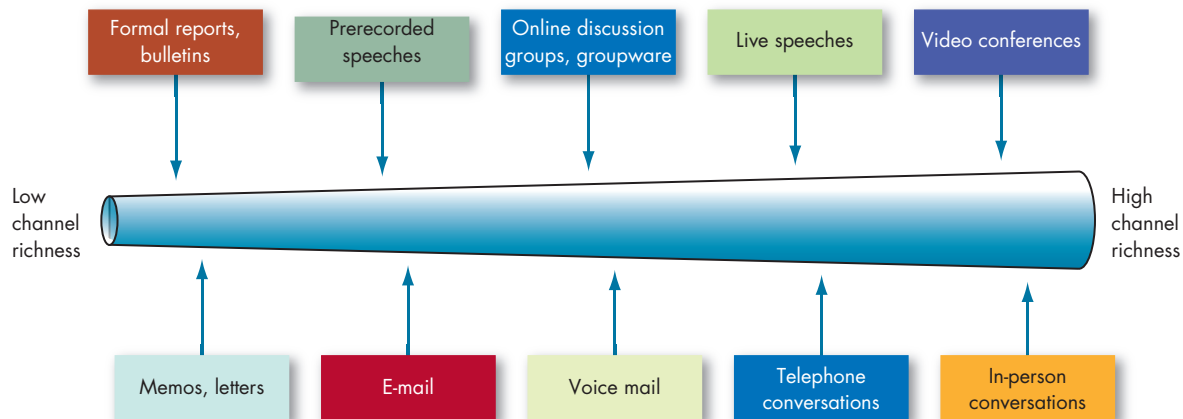 Formal reports,
bulletins
Prerecorded
speeches
Online discussion
groups, groupware
Live speeches
Video conferences
Low
channel
richness
High
channel
richness
Memos, letters
E-mail
Voice mail
Telephone
conversations
In-person
conversations